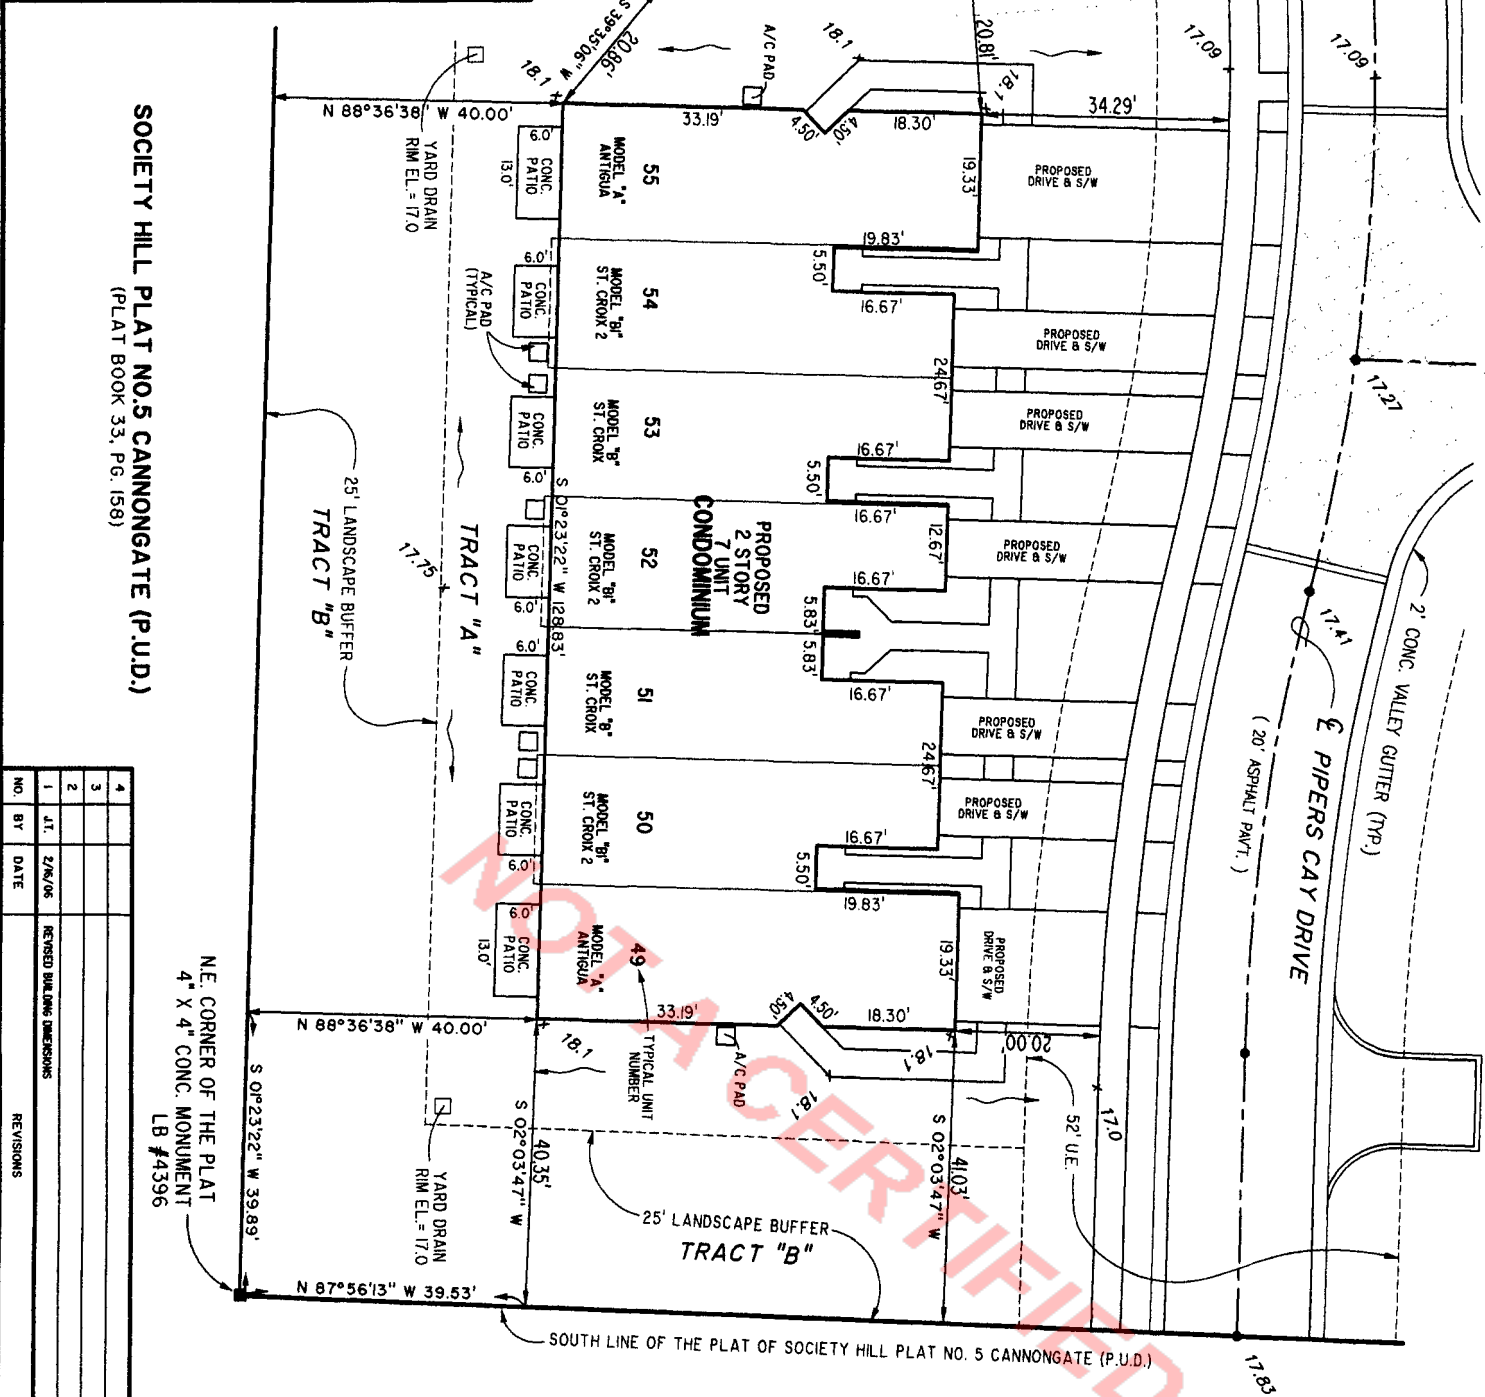 SOCIETY HILL PLAT NO.5 CANNONGATE (P.U.D.)
(PLAT BOOK 33, PG. 158)
S 39°35'06" W
20.86'
18.1
A/C PAD
18.1
20.81'
18.1
17.09
17.09
N 88°36'38" W 40.00'
33.19'
4.50'
4.50'
18.30'
34.29'
YARD DRAIN
RIM EL.= 17.0
6.0'
CONC.
PATIO
13.0'
55
MODEL "A"
ANTIGUA
19.33'
PROPOSED
DRIVE & S/W
19.83'
5.50'
6.0'
CONC.
PATIO
54
MODEL "B1"
ST. CROIX 2
16.67'
PROPOSED
DRIVE & S/W
A/C PAD
(TYPICAL)
24.67'
17.27
CONC.
PATIO
6.0'
53
MODEL "B"
ST. CROIX
16.67'
5.50'
PROPOSED
DRIVE & S/W
S 01°23'22" W 128.83'
PROPOSED
2 STORY
7 UNIT
CONDOMINIUM
16.67'
12.67'
16.67'
CONC.
PATIO
6.0'
52
MODEL "B1"
ST. CROIX 2
PROPOSED
DRIVE & S/W
25' LANDSCAPE BUFFER
TRACT "B"
TRACT "A"
17.75
5.83'
5.83'
17.41
2' CONC. VALLEY GUTTER (TYP.)
℄ PIPERS CAY DRIVE
( 20' ASPHALT PAV'T. )
6.0'
CONC.
PATIO
51
MODEL "B"
ST. CROIX
16.67'
PROPOSED
DRIVE & S/W
24.67'
CONC.
PATIO
6.0'
50
MODEL "B1"
ST. CROIX 2
16.67'
5.50'
PROPOSED
DRIVE & S/W
19.83'
6.0'
CONC.
PATIO
13.0'
49
MODEL "A"
ANTIGUA
19.33'
PROPOSED
DRIVE & S/W
N 88°36'38" W 40.00'
33.19'
4.50'
4.50'
18.30'
20.00'
18.1
TYPICAL UNIT
NUMBER
A/C PAD
18.1
18.1
17.0
52' U.E.
S 01°23'22" W 39.89'
S 02°03'47" W
40.35'
S 02°03'47" W
41.03'
YARD DRAIN
RIM EL.= 17.0
25' LANDSCAPE BUFFER
TRACT "B"
N.E. CORNER OF THE PLAT
4" X 4" CONC. MONUMENT
LB #4396
N 87°56'13" W 39.53'
SOUTH LINE OF THE PLAT OF SOCIETY HILL PLAT NO. 5 CANNONGATE (P.U.D.)
17.83
4
3
2
1 J.T. 2/16/06 REVISED BUILDING DIMENSIONS
NO. BY DATE REVISIONS
NOT A CERTIFIED